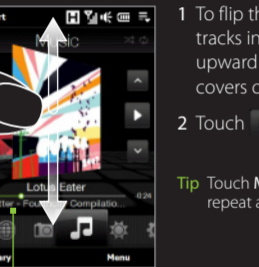 Music
Lotus Eater
0:24
Menu
1 To flip th
tracks in
upward
covers o
2 Touch
Tip Touch M
repeat a